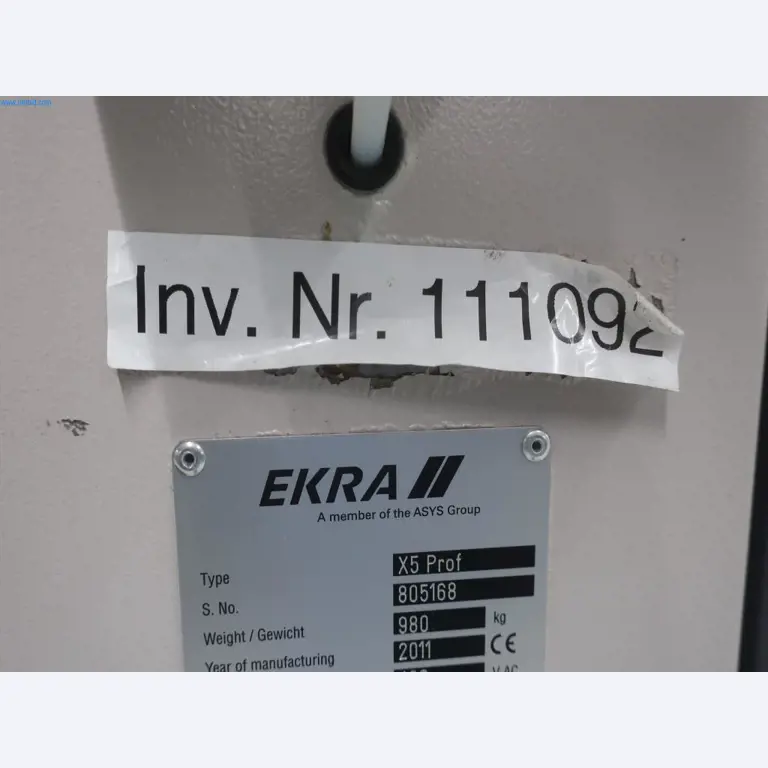 Inv. Nr. 111092
EKRA
A member of the ASYS Group
Type X5 Prof
S. No. 805168
Weight / Gewicht 980 kg
Year of manufacturing 2011 CE
V AC